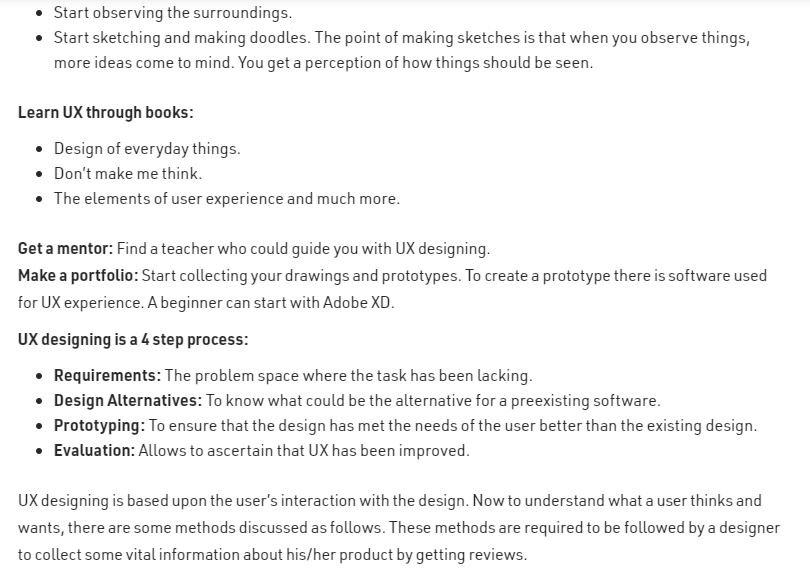 • Start observing the surroundings.
• Start sketching and making doodles. The point of making sketches is that when you observe things,
more ideas come to mind. You get a perception of how things should be seen.
Learn UX through books:
• Design of everyday things.
• Don't make me think.
• The elements of user experience and much more.
Get a mentor: Find a teacher who could guide you with UX designing.
Make a portfolio: Start collecting your drawings and prototypes. To create a prototype there is software used
for UX experience. A beginner can start with Adobe XD.
UX designing is a 4 step process:
• Requirements: The problem space where the task has been lacking.
• Design Alternatives: To know what could be the alternative for a preexisting software.
• Prototyping: To ensure that the design has met the needs of the user better than the existing design.
• Evaluation: Allows to ascertain that UX has been improved.
UX designing is based upon the user's interaction with the design. Now to understand what a user thinks and
wants, there are some methods discussed as follows. These methods are required to be followed by a designer
to collect some vital information about his/her product by getting reviews.